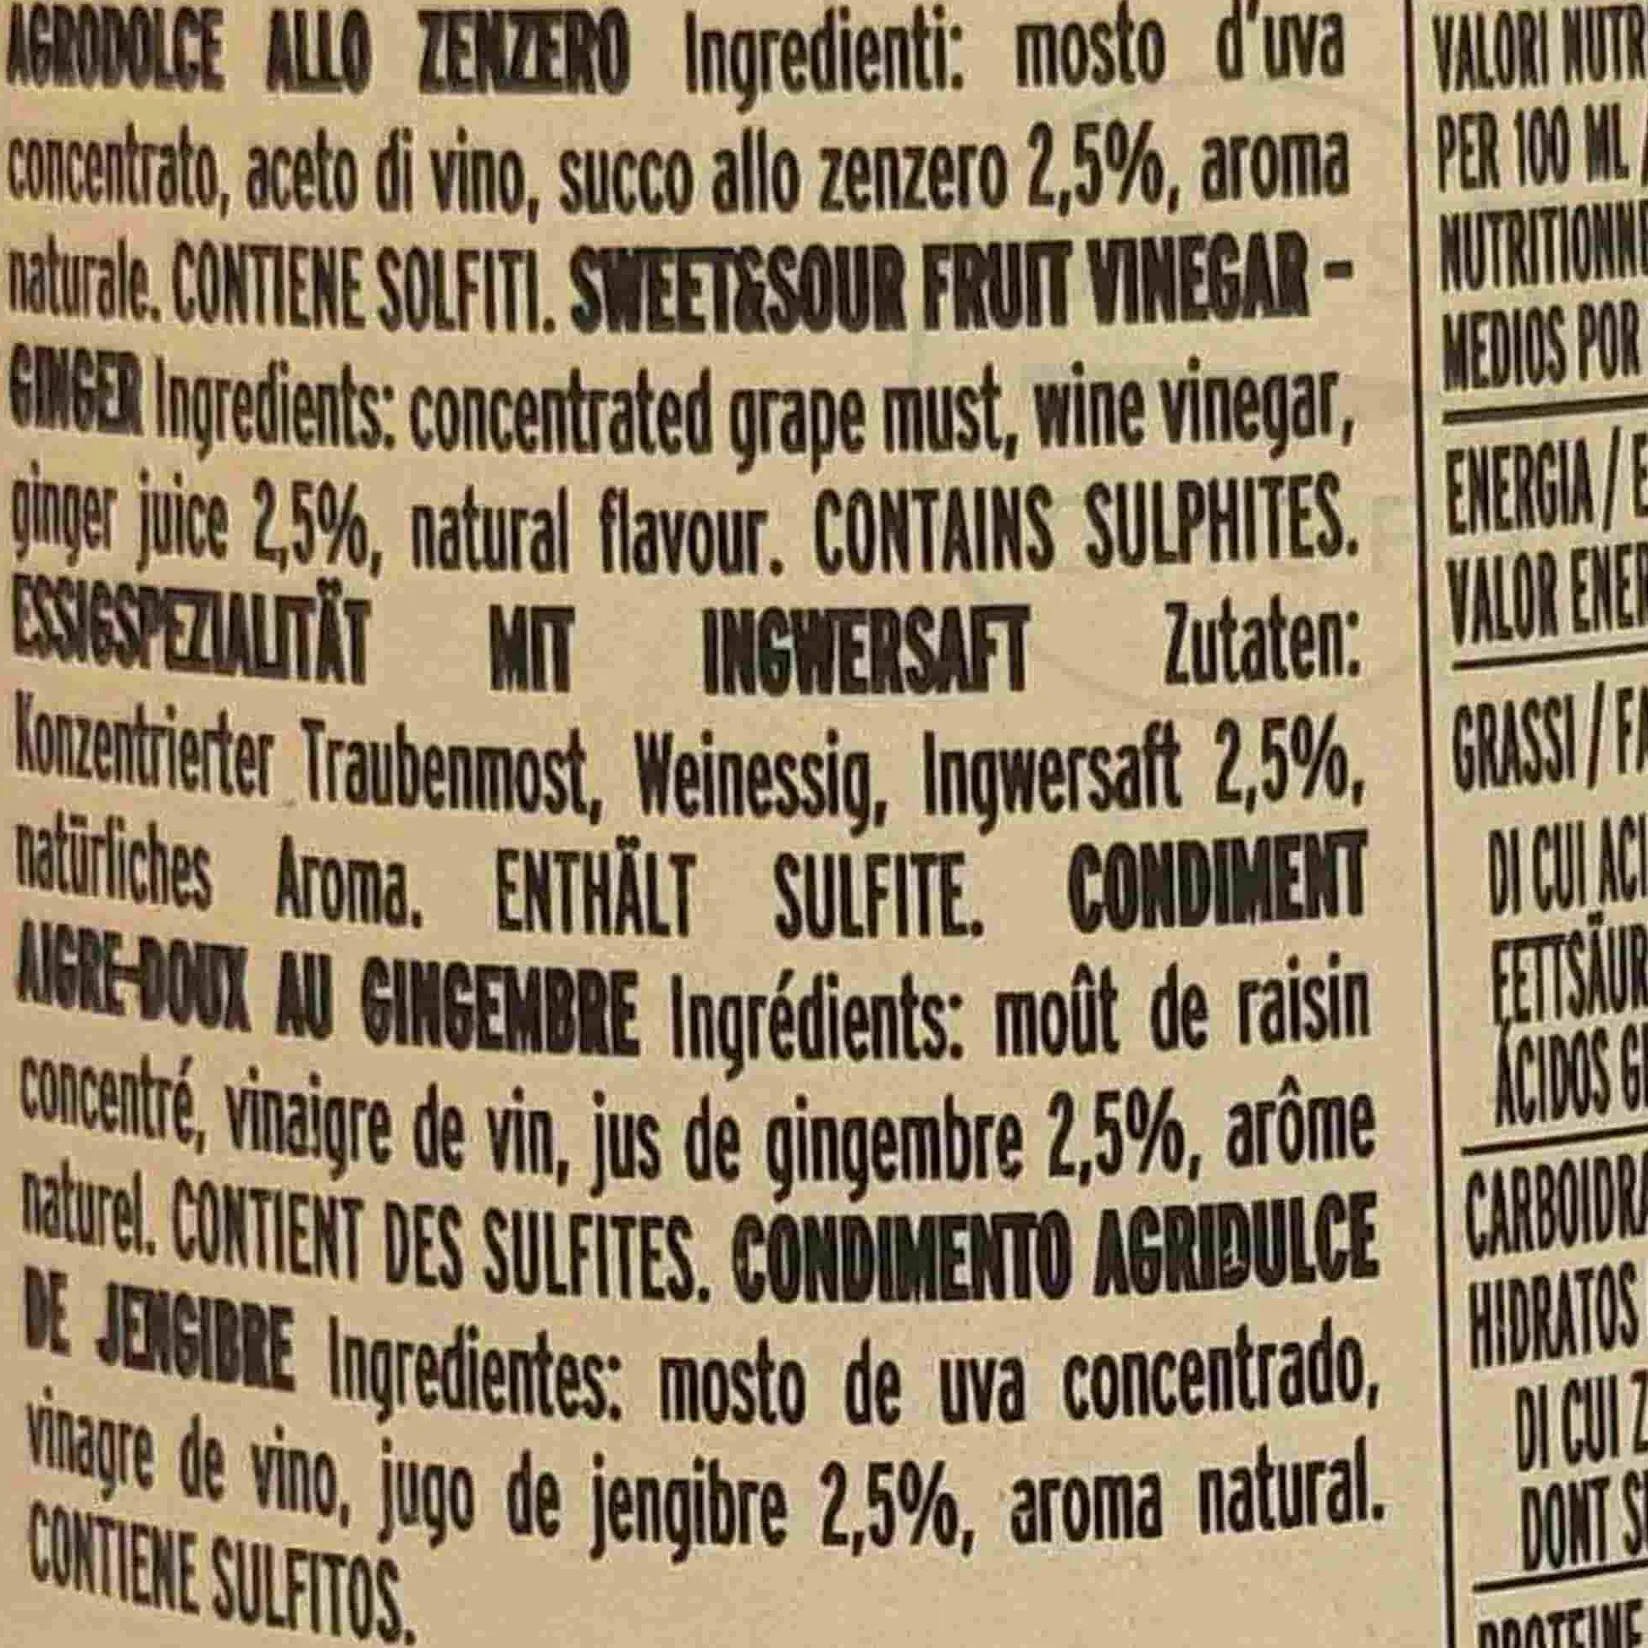 AGRODOLCE ALLO ZENZERO Ingredienti: mosto d'uva
concentrato, aceto di vino, succo allo zenzero 2,5%, aroma
naturale. CONTIENE SOLFITI. SWEET&SOUR FRUIT VINEGAR -
GINGER Ingredients: concentrated grape must, wine vinegar,
ginger juice 2,5%, natural flavour. CONTAINS SULPHITES.
ESSIGSPEZIALITÄT MIT INGWERSAFT Zutaten:
Konzentrierter Traubenmost, Weinessig, Ingwersaft 2,5%,
natürliches Aroma. ENTHÄLT SULFITE. CONDIMENT
AIGRE-DOUX AU GINGEMBRE Ingrédients: moût de raisin
concentré, vinaigre de vin, jus de gingembre 2,5%, arôme
naturel. CONTIENT DES SULFITES. CONDIMENTO AGRIDULCE
DE JENGIBRE Ingredientes: mosto de uva concentrado,
vinagre de vino, jugo de jengibre 2,5%, aroma natural.
CONTIENE SULFITOS.
VALORI NUTR
PER 100 ML /
NUTRITIONN
MEDIOS POR
ENERGIA / E
VALOR ENER
GRASSI / FA
DI CUI ACI
FETTSÄUR
ÁCIDOS G
CARBOIDRA
HIDRATOS
DI CUI Z
DONT S
PROTEINE